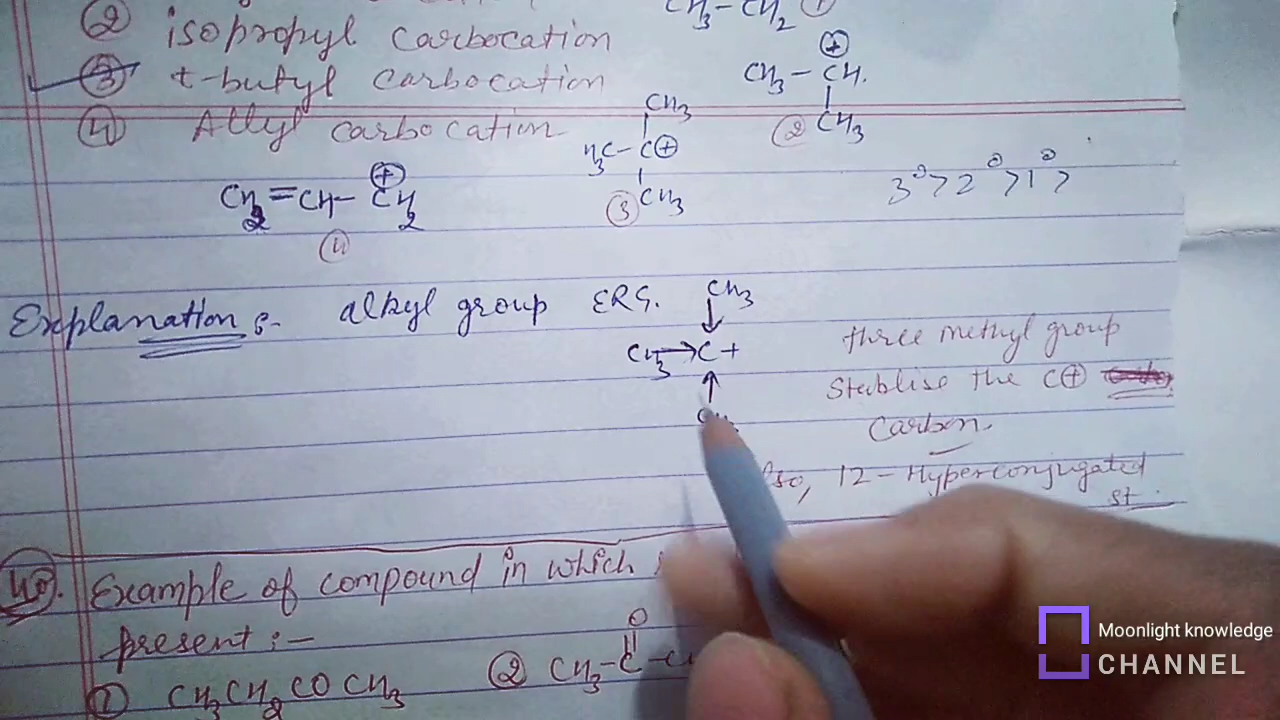 CH3-CH2 +
② isopropyl carbocation
③ t-butyl carbocation
④ Allyl carbocation
⊕
CH3-CH.
CH3
②
CH3
H3C-C⊕
CH3
③
⊕
CH2=CH-CH2
④
3°>2°>1°>
Explanation :- alkyl group ERG.
CH3
CH3→C+
three methyl group
Stablise the C⊕
Carbon
12-Hyperconjugated
st.
40. Example of compound in which
present :-
① CH3CH2COCH3
② O
CH3-C-
Moonlight knowledge
CHANNEL